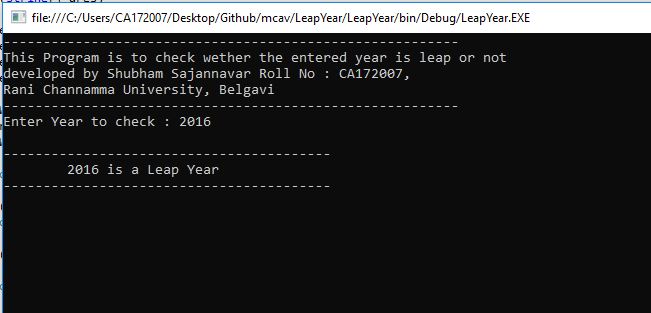 file:///C:/Users/CA172007/Desktop/Github/mcav/LeapYear/LeapYear/bin/Debug/LeapYear.EXE
---------------------------------------------------------
This Program is to check wether the entered year is leap or not
developed by Shubham Sajannavar Roll No : CA172007,
Rani Channamma University, Belgavi
---------------------------------------------------------
Enter Year to check : 2016
-----------------------------------------
2016 is a Leap Year
-----------------------------------------